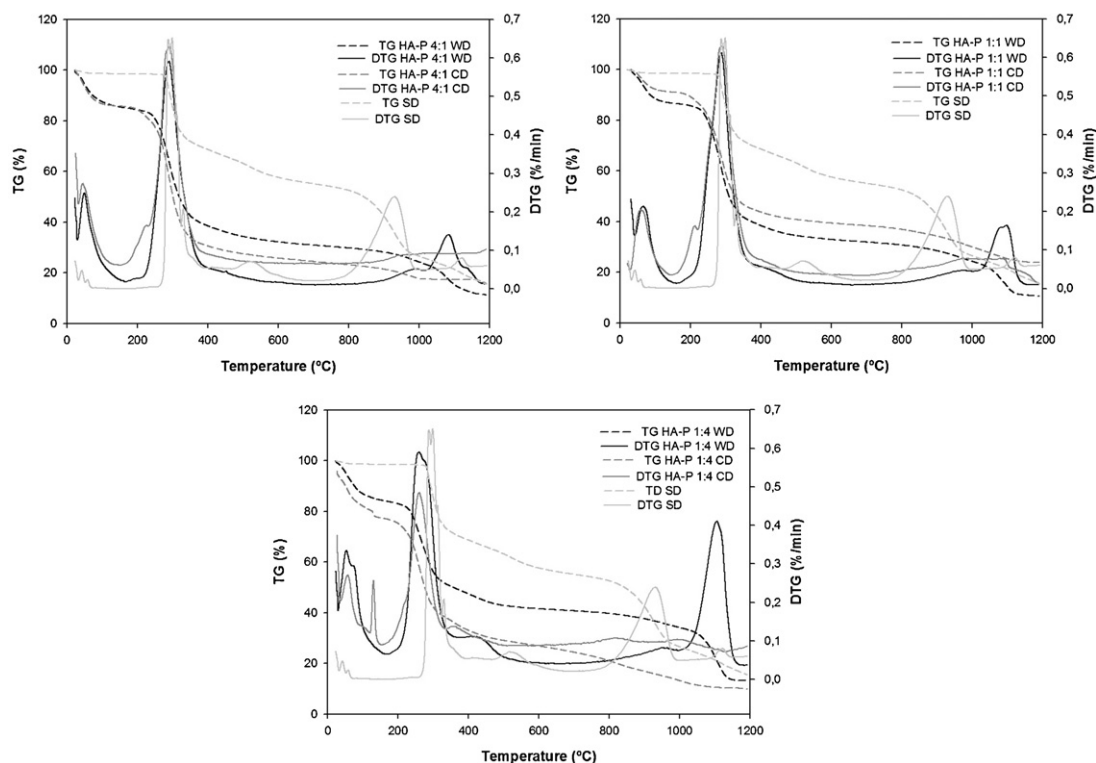 120
100
80
60
40
20
0
TG (%)
0,7
0,6
0,5
0,4
0,3
0,2
0,1
0,0
DTG (%/min)
TG HA-P 4:1 WD
DTG HA-P 4:1 WD
TG HA-P 4:1 CD
DTG HA-P 4:1 CD
TG SD
DTG SD
0 200 400 600 800 1000 1200
Temperature (ºC)
120
100
80
60
40
20
0
TG (%)
0,7
0,6
0,5
0,4
0,3
0,2
0,1
0,0
DTG (%/min)
TG HA-P 1:1 WD
DTG HA-P 1:1 WD
TG HA-P 1:1 CD
DTG HA-P 1:1 CD
TG SD
DTG SD
0 200 400 600 800 1000 1200
Temperature (ºC)
120
100
80
60
40
20
0
TG (%)
0,7
0,6
0,5
0,4
0,3
0,2
0,1
0,0
DTG (%/min)
TG HA-P 1:4 WD
DTG HA-P 1:4 WD
TG HA-P 1:4 CD
DTG HA-P 1:4 CD
TD SD
DTG SD
0 200 400 600 800 1000 1200
Temperature (ºC)